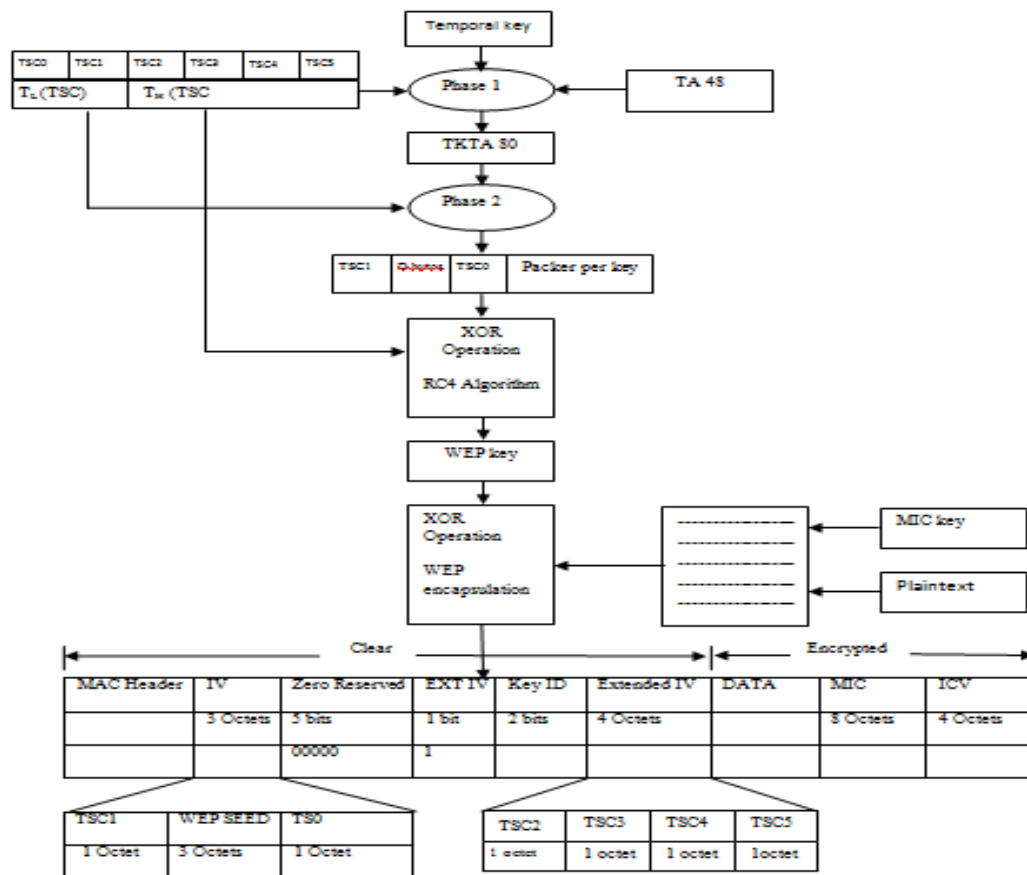 Temporal key
TSC0 TSC1 TSC2 TSC3 TSC4 TSC5
TL (TSC) TH (TSC
Phase 1
TA 48
TKTA 80
Phase 2
TSC1 TSC0 Packer per key
XOR
Operation
RC4 Algorithm
WEP key
XOR
Operation
WEP
encapsulation
MIC key
Plaintext
Clear Encrypted
MAC Header IV Zero Reserved EXT IV Key ID Extended IV DATA MIC ICV
3 Octets 5 bits 1 bit 2 bits 4 Octets 8 Octets 4 Octets
00000 1
TSC1 WEP SEED TS0
1 Octet 3 Octets 1 Octet
TSC2 TSC3 TSC4 TSC5
1 octet 1 octet 1 octet 1octet